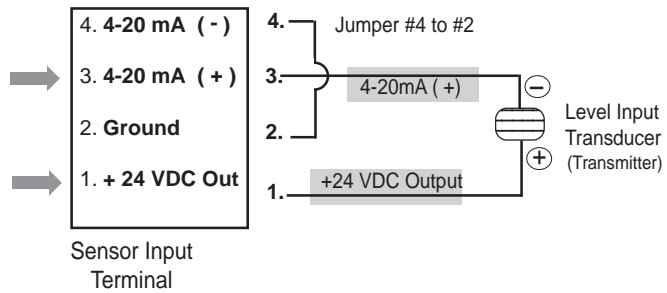 4. 4-20 mA ( - )
3. 4-20 mA ( + )
2. Ground
1. + 24 VDC Out
Sensor Input
Terminal
4.
3.
2.
1.
Jumper #4 to #2
4-20mA ( +)
+24 VDC Output
−
+
Level Input
Transducer
(Transmitter)